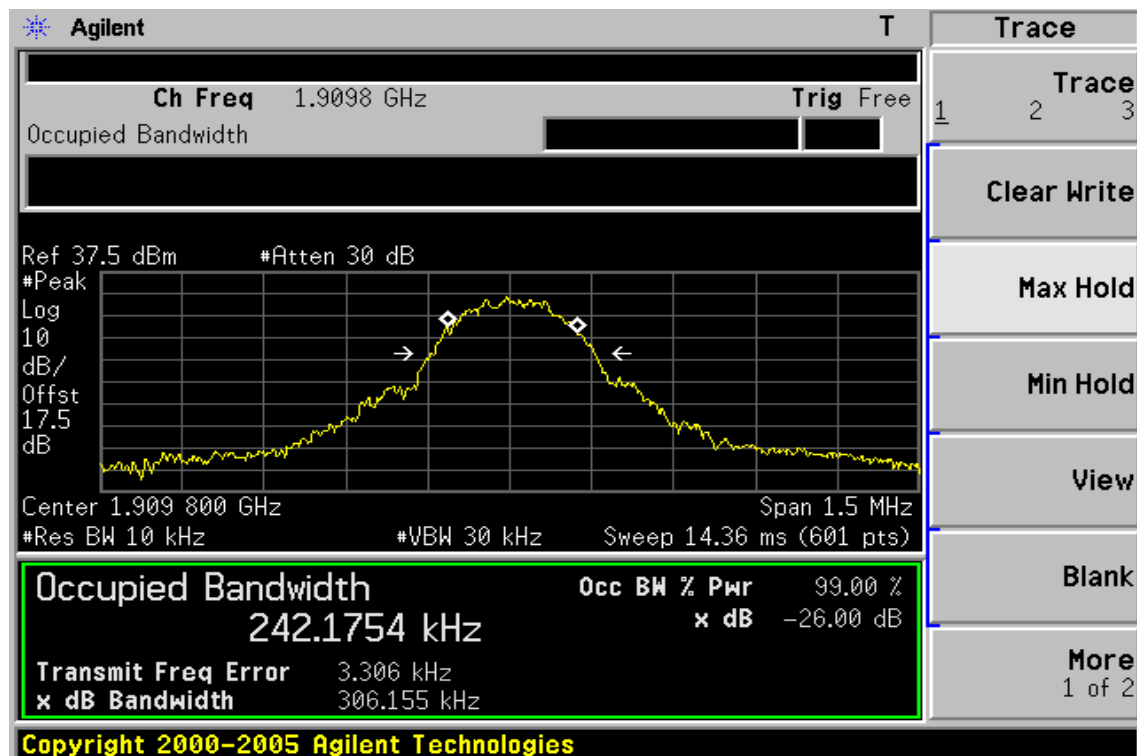 Agilent T
Ch Freq 1.9098 GHz Trig Free
Occupied Bandwidth
Ref 37.5 dBm #Atten 30 dB
#Peak
Log
10
dB/
Offst
17.5
dB
Center 1.909 800 GHz Span 1.5 MHz
#Res BW 10 kHz #VBW 30 kHz Sweep 14.36 ms (601 pts)
Occupied Bandwidth Occ BW % Pwr 99.00 %
242.1754 kHz x dB -26.00 dB
Transmit Freq Error 3.306 kHz
x dB Bandwidth 306.155 kHz
Copyright 2000-2005 Agilent Technologies
Trace
Trace
1 2 3
Clear Write
Max Hold
Min Hold
View
Blank
More
1 of 2